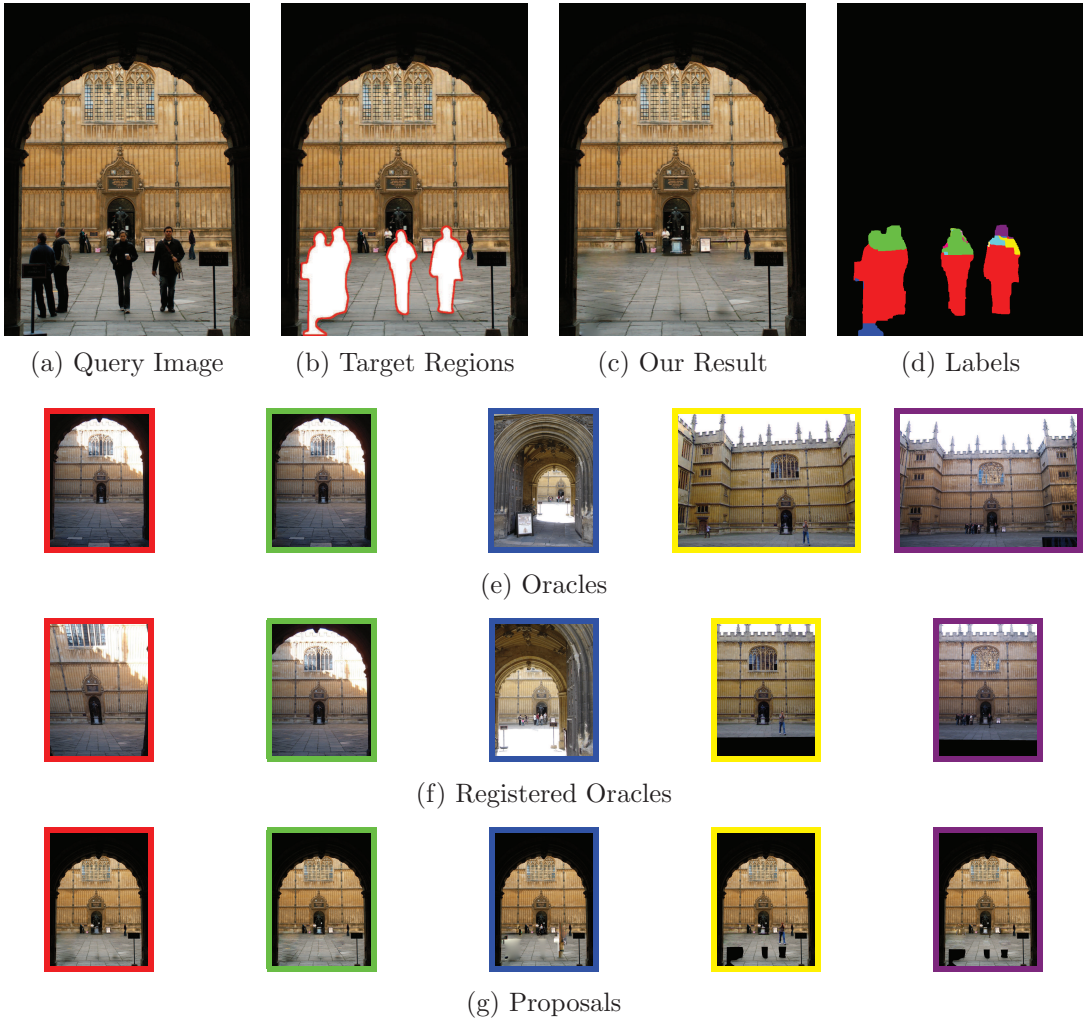 (a) Query Image
(b) Target Regions
(c) Our Result
(d) Labels
(e) Oracles
(f) Registered Oracles
(g) Proposals